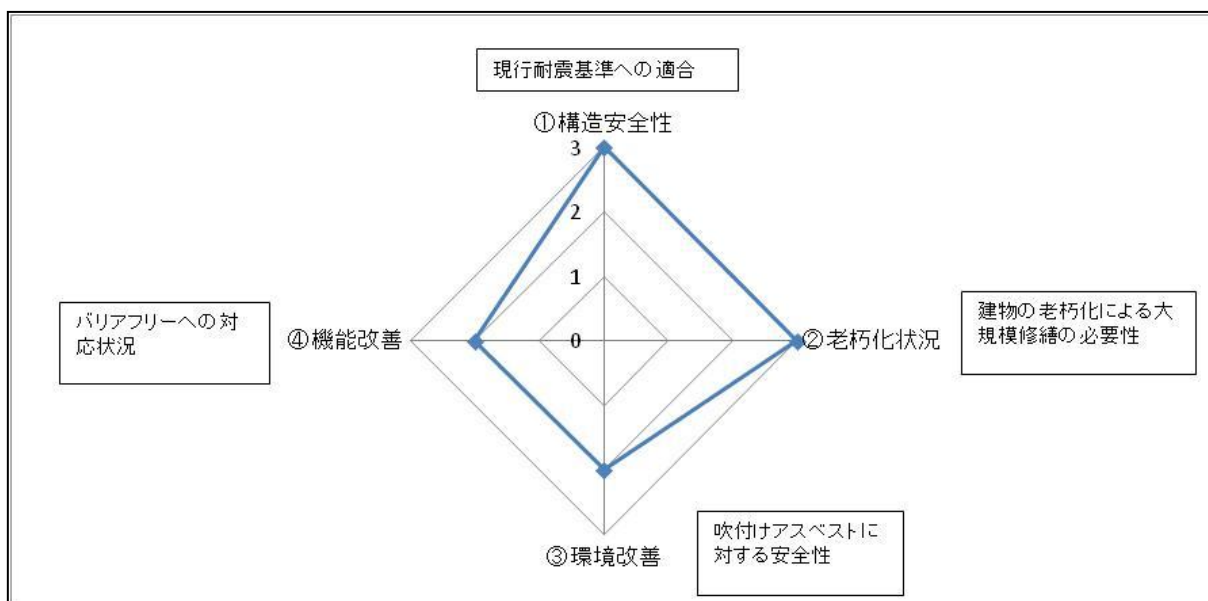 現行耐震基準への適合
①構造安全性
3
2
1
0
バリアフリーへの対
応状況
④機能改善
②老朽化状況
建物の老朽化による大
規模修繕の必要性
③環境改善
吹付けアスベストに
対する安全性